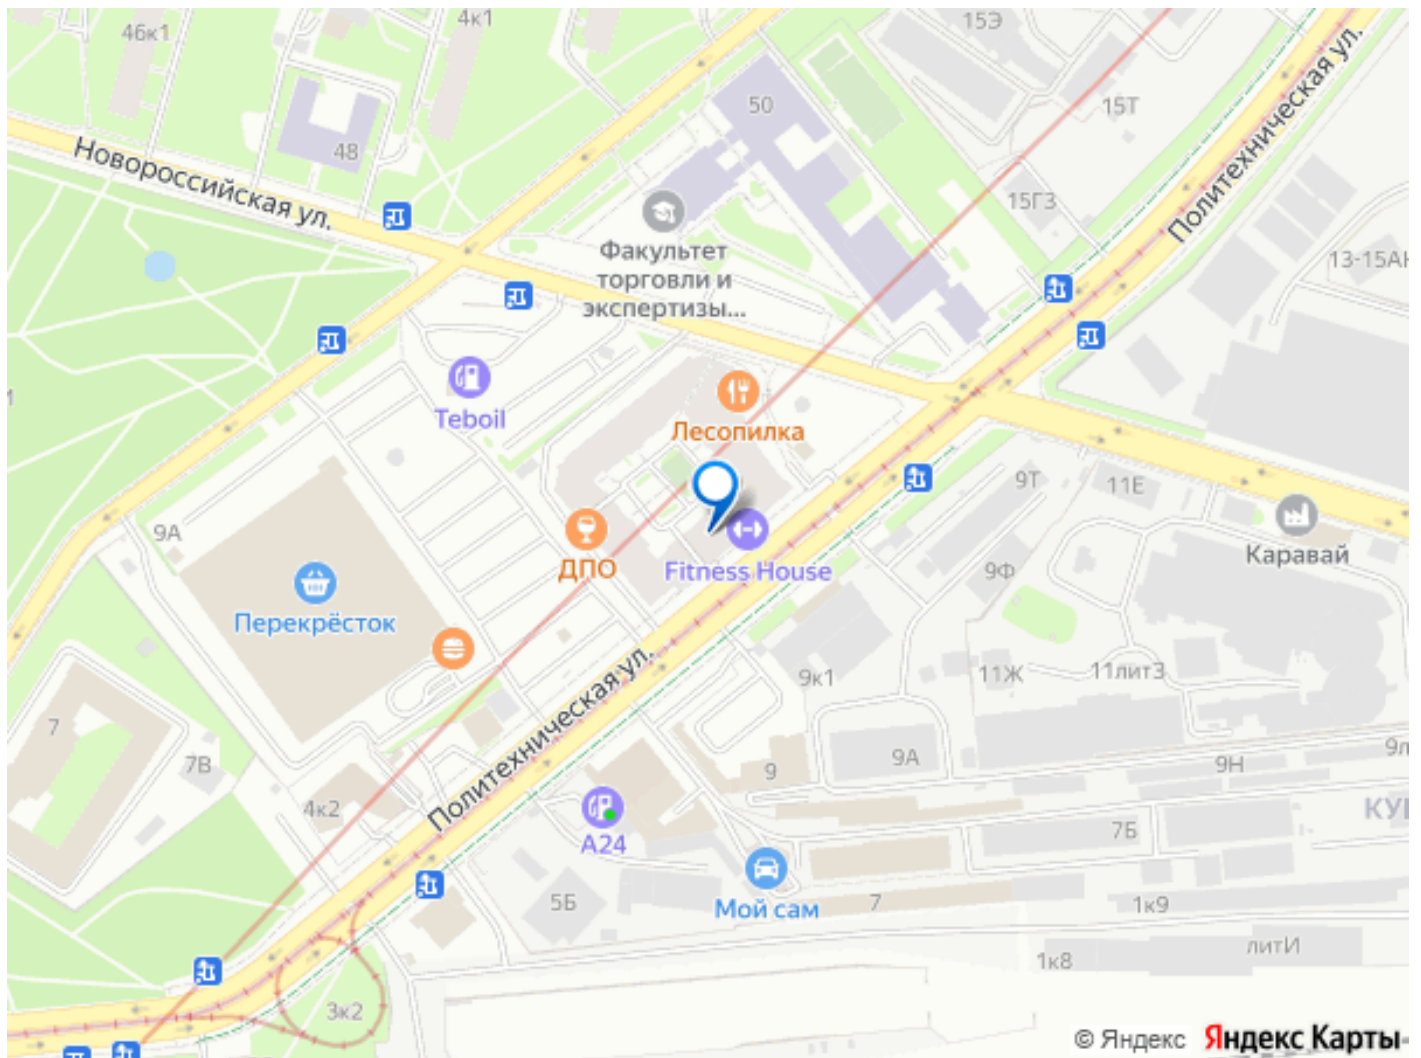 46к1
4к1
15Э
Политехническая ул.
50
15Т
Новороссийская ул.
48
15Г3
Факультет
торговли и
экспертизы...
Teboil
Лесопилка
9Т
11Е
9А
ДПО
Fitness House
Каравай
9Ф
Перекрёсток
9к1
11Ж
11лит3
7
7В
Политехническая ул.
9
9А
9Н
4к2
А24
7Б
5Б
Мой сам
7
1к9
литИ
1к8
3к2
© Яндекс Яндекс Карты